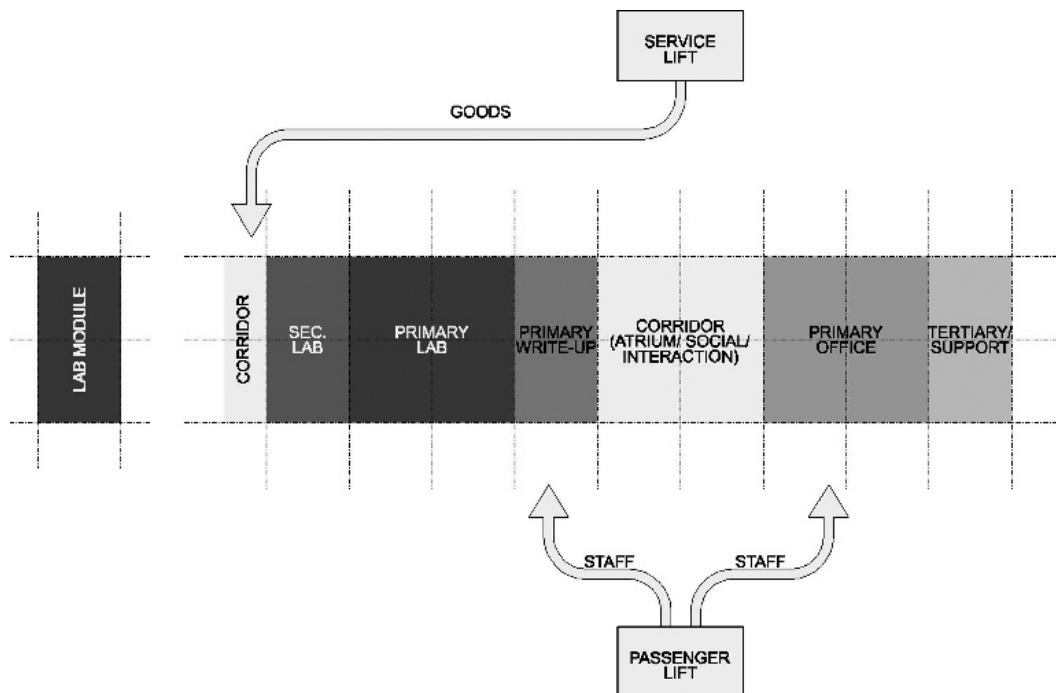 SERVICE
LIFT
GOODS
LAB MODULE
CORRIDOR
SEC.
LAB
PRIMARY
LAB
PRIMARY
WRITE-UP
CORRIDOR
(ATRIUM/ SOCIAL/
INTERACTION)
PRIMARY
OFFICE
TERTIARY/
SUPPORT
STAFF
STAFF
PASSENGER
LIFT